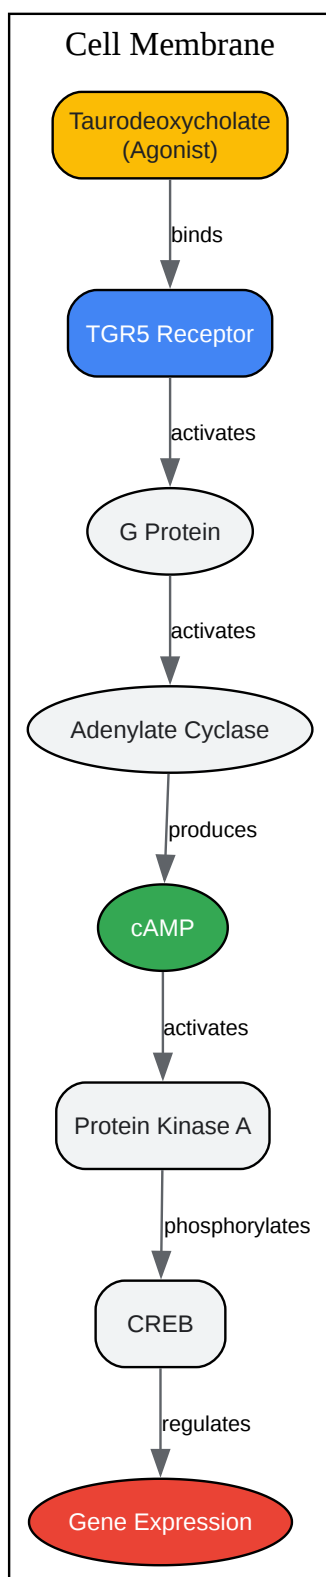 Cell Membrane
Taurodeoxycholate
(Agonist)
binds
TGR5 Receptor
activates
G Protein
activates
Adenylate Cyclase
produces
cAMP
activates
Protein Kinase A
phosphorylates
CREB
regulates
Gene Expression